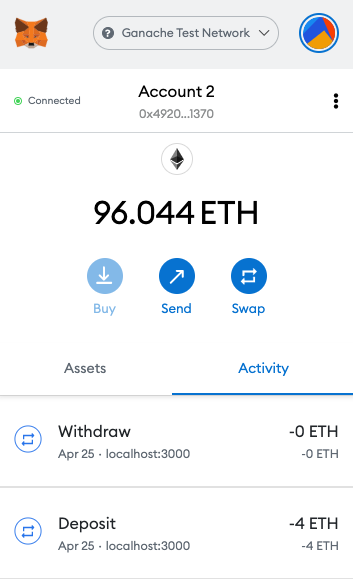 Ganache Test Network
Connected
Account 2
0x4920...1370
96.044 ETH
Buy
Send
Swap
Assets
Activity
Withdraw
-0 ETH
Apr 25 · localhost:3000
-0 ETH
Deposit
-4 ETH
Apr 25 · localhost:3000
-4 ETH